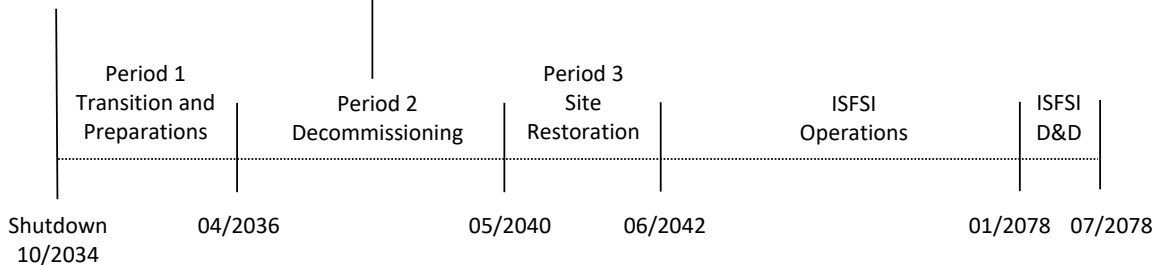 Period 1
Transition and
Preparations
Period 2
Decommissioning
Period 3
Site
Restoration
ISFSI
Operations
ISFSI
D&D
Shutdown
10/2034
04/2036
05/2040
06/2042
01/2078
07/2078